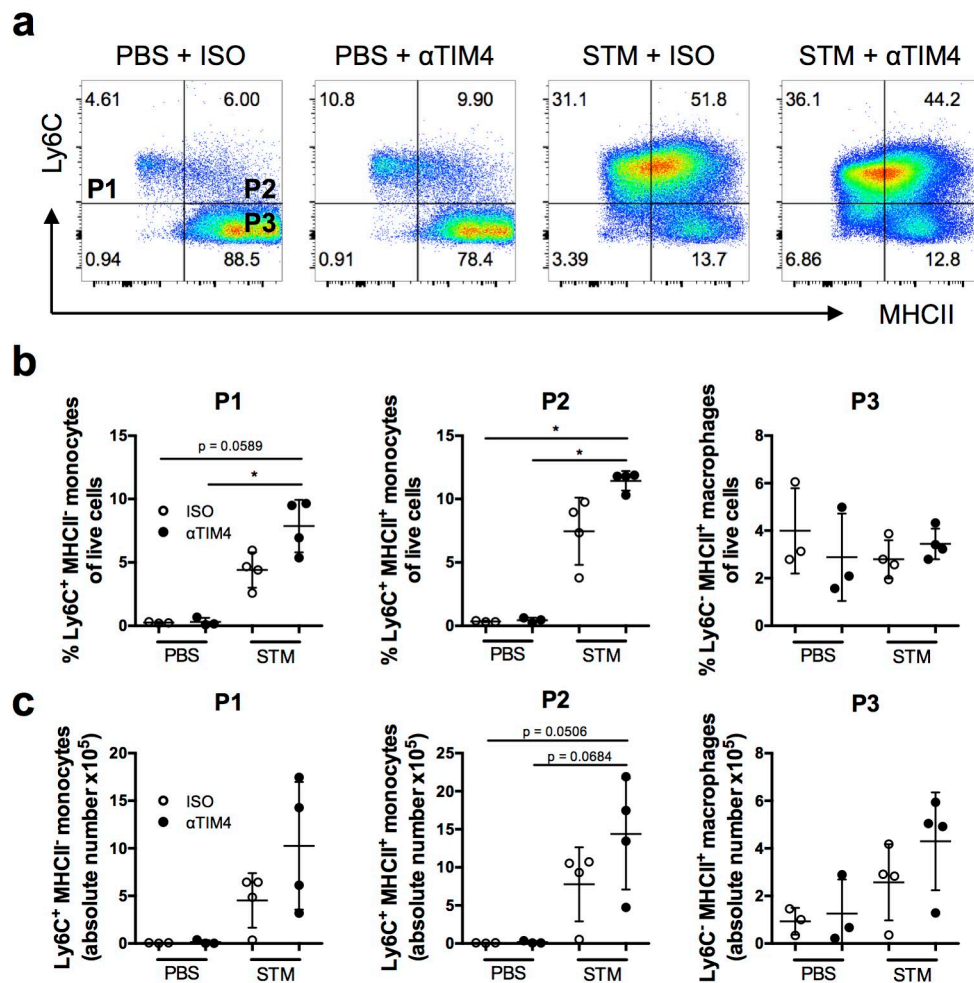 a
PBS + ISO
PBS + αTIM4
STM + ISO
STM + αTIM4
Ly6C
4.61
6.00
P1
P2
P3
0.94
88.5
10.8
9.90
0.91
78.4
31.1
51.8
3.39
13.7
36.1
44.2
6.86
12.8
MHCII
b
P1
% Ly6C+ MHCII- monocytes
of live cells
15
10
5
0
p = 0.0589
*
ISO
αTIM4
PBS
STM
P2
% Ly6C+ MHCII+ monocytes
of live cells
15
10
5
0
*
*
PBS
STM
P3
% Ly6C- MHCII+ macrophages
of live cells
8
6
4
2
0
PBS
STM
c
P1
Ly6C+ MHCII- monocytes
(absolute number x10⁵)
20
15
10
5
0
ISO
αTIM4
PBS
STM
P2
Ly6C+ MHCII+ monocytes
(absolute number x10⁵)
25
20
15
10
5
0
p = 0.0506
p = 0.0684
PBS
STM
P3
Ly6C- MHCII+ macrophages
(absolute number x10⁵)
8
6
4
2
0
PBS
STM